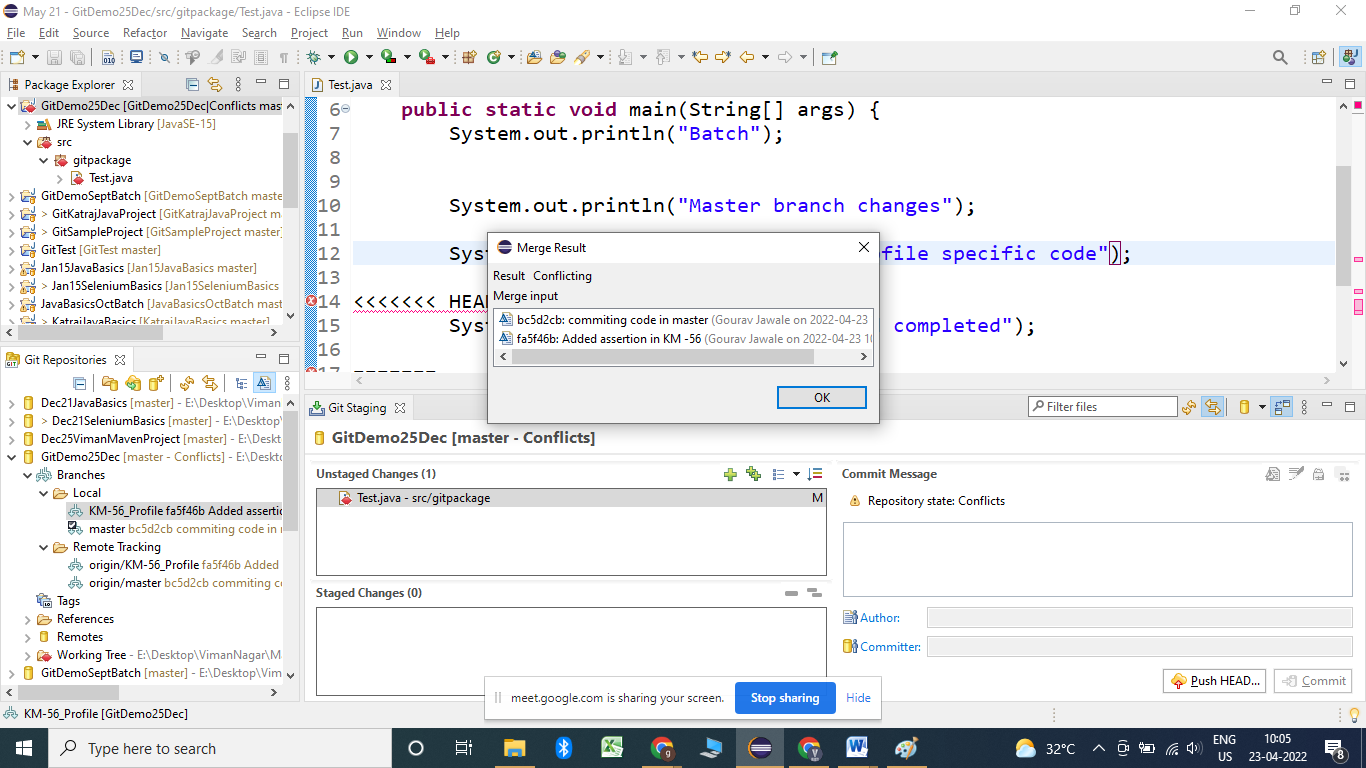 May 21 - GitDemo25Dec/src/gitpackage/Test.java - Eclipse IDE
File Edit Source Refactor Navigate Search Project Run Window Help
Package Explorer
GitDemo25Dec [GitDemo25Dec|Conflicts mas
JRE System Library [JavaSE-15]
src
gitpackage
Test.java
GitDemoSeptBatch [GitDemoSeptBatch maste
> GitKatrajJavaProject [GitKatrajJavaProject m
> GitSampleProject [GitSampleProject master]
GitTest [GitTest master]
Jan15JavaBasics [Jan15JavaBasics master]
> Jan15SeleniumBasics [Jan15SeleniumBasics
JavaBasicsOctBatch [JavaBasicsOctBatch maste
> KatrajJavaBasics [KatrajJavaBasics master]
Test.java
6 public static void main(String[] args) {
7 System.out.println("Batch");
8
9
10 System.out.println("Master branch changes");
11
12 Syst file specific code");
13
14 <<<<<<< HEA
15 Syst completed");
16
17 =======
Merge Result
Result Conflicting
Merge input
bc5d2cb: commiting code in master (Gourav Jawale on 2022-04-23
fa5f46b: Added assertion in KM -56 (Gourav Jawale on 2022-04-23 10
OK
Git Repositories
Dec21JavaBasics [master] - E:\Desktop\Viman
> Dec21SeleniumBasics [master] - E:\Desktop
Dec25VimanMavenProject [master] - E:\Deskt
GitDemo25Dec [master - Conflicts] - E:\Deskto
Branches
Local
KM-56_Profile fa5f46b Added assertic
master bc5d2cb commiting code in
Remote Tracking
origin/KM-56_Profile fa5f46b Added
origin/master bc5d2cb commiting co
Tags
References
Remotes
Working Tree - E:\Desktop\VimanNagar\M
GitDemoSeptBatch [master] - E:\Desktop\Vim
Git Staging
Filter files
GitDemo25Dec [master - Conflicts]
Unstaged Changes (1)
Test.java - src/gitpackage M
Staged Changes (0)
Commit Message
Repository state: Conflicts
Author:
Committer:
Push HEAD...
Commit
meet.google.com is sharing your screen. Stop sharing Hide
KM-56_Profile [GitDemo25Dec]
Type here to search
32°C
ENG
US
10:05
23-04-2022
8